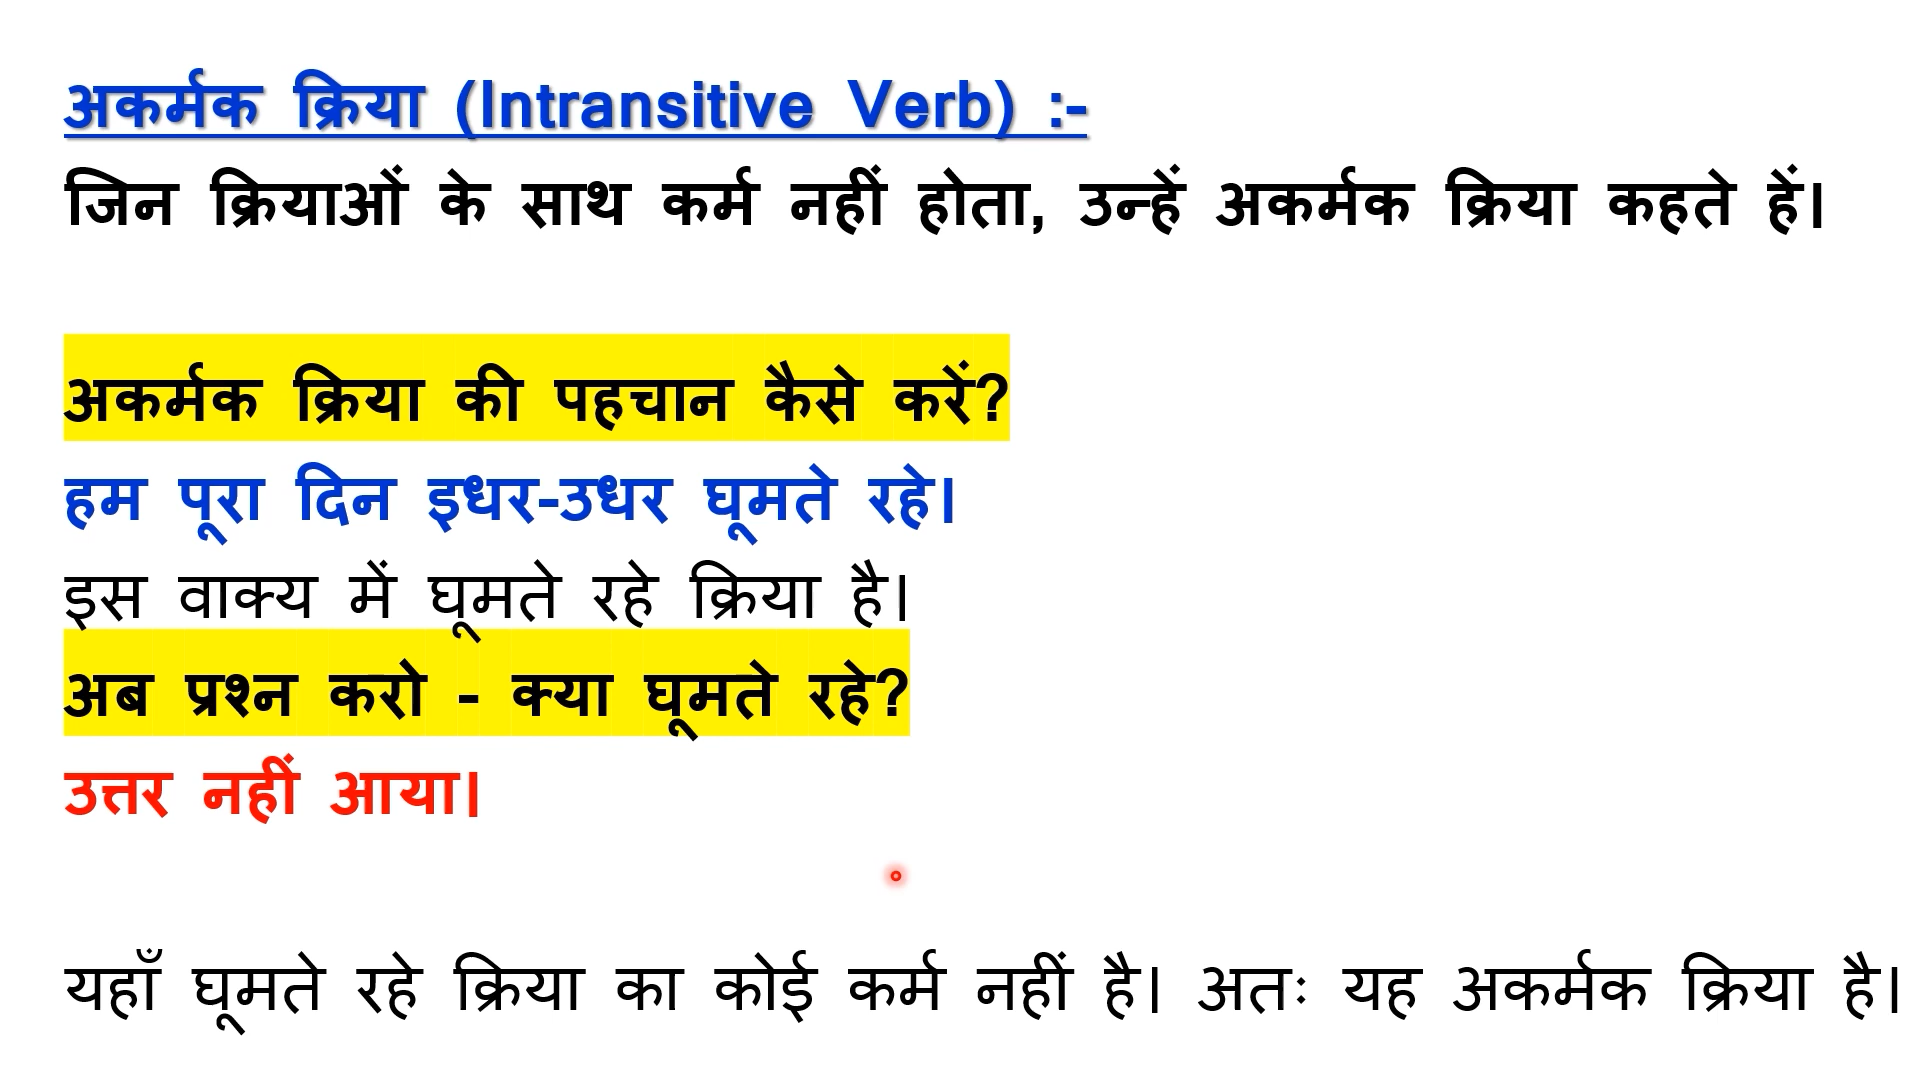 अकर्मक क्रिया (Intransitive Verb) :-
जिन क्रियाओं के साथ कर्म नहीं होता, उन्हें अकर्मक क्रिया कहते हें।
अकर्मक क्रिया की पहचान कैसे करें?
हम पूरा दिन इधर-उधर घूमते रहे।
इस वाक्य में घूमते रहे क्रिया है।
अब प्रश्न करो - क्या घूमते रहे?
उत्तर नहीं आया।
यहाँ घूमते रहे क्रिया का कोई कर्म नहीं है। अतः यह अकर्मक क्रिया है।